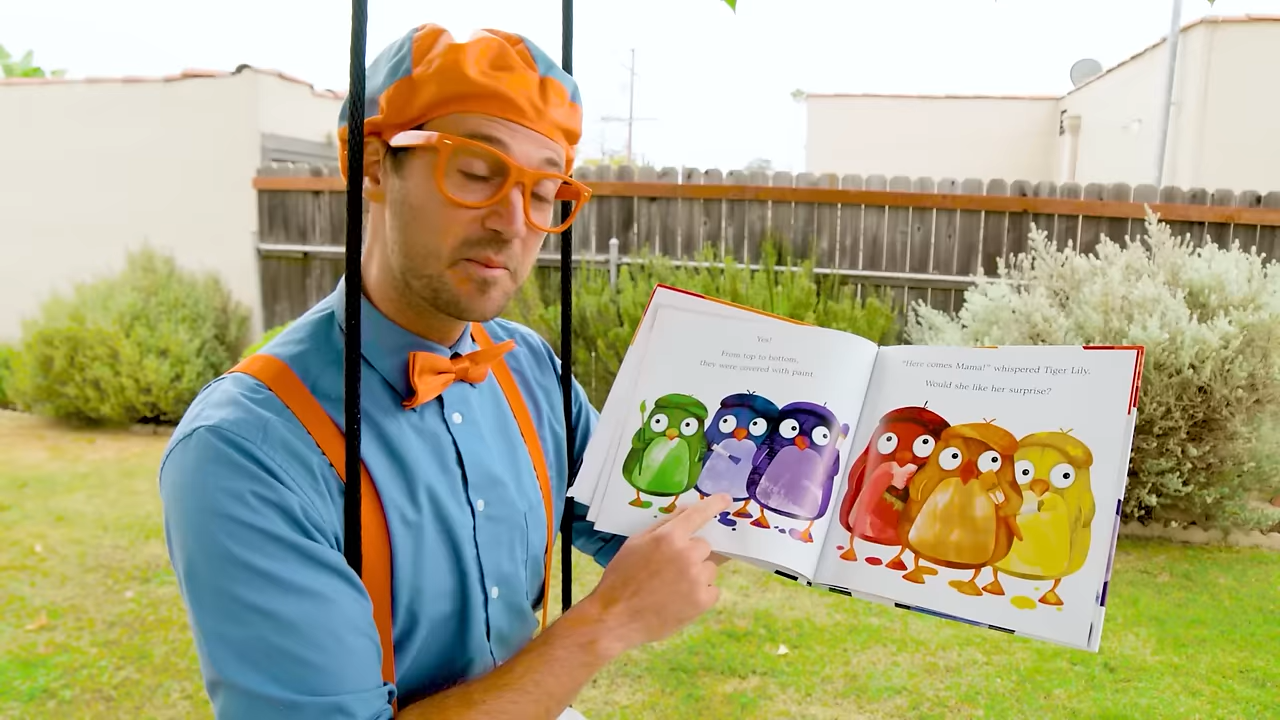 Yes!
From top to bottom,
they were covered with paint.
"Here comes Mama!" whispered Tiger Lily.
Would she like her surprise?